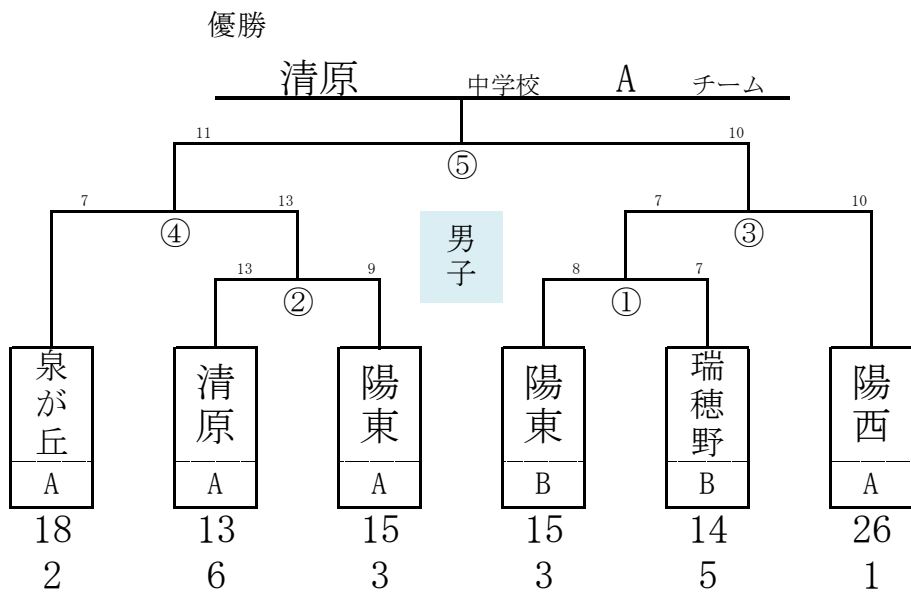 優勝
清原 中学校 A チーム
11 10
⑤
7 13 7 10
④ ③
男子
13 9 8 7
② ①
泉が丘 清原 陽東 陽東 瑞穂野 陽西
A A A B B A
18 13 15 15 14 26
2 6 3 3 5 1